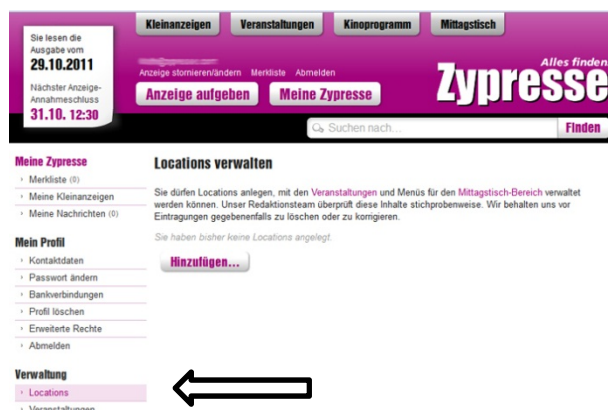 Kleinanzeigen Veranstaltungen Kinoprogramm Mittagstisch
Sie lesen die
Ausgabe vom
29.10.2011
Nächster Anzeige-
Annahmeschluss
31.10. 12:30
Anzeige stornieren/ändern Merkliste Abmelden
Anzeige aufgeben Meine Zypresse
Alles finden
Zypresse
Suchen nach... Finden
Meine Zypresse
Merkliste (0)
Meine Kleinanzeigen
Meine Nachrichten (0)
Mein Profil
Kontaktdaten
Passwort ändern
Bankverbindungen
Profil löschen
Erweiterte Rechte
Abmelden
Verwaltung
Locations
Veranstaltungen
Locations verwalten
Sie dürfen Locations anlegen, mit den Veranstaltungen und Menüs für den Mittagstisch-Bereich verwaltet
werden können. Unser Redaktionsteam überprüft diese Inhalte stichprobenweise. Wir behalten uns vor
Eintragungen gegebenenfalls zu löschen oder zu korrigieren.
Sie haben bisher keine Locations angelegt.
Hinzufügen...